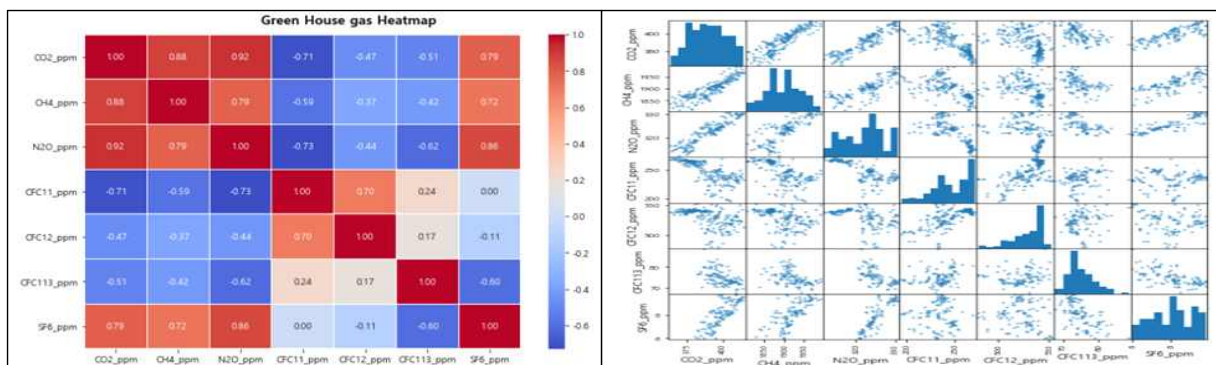 Green House gas Heatmap
CO2_ppm 1.00 0.88 0.92 -0.71 -0.47 -0.51 0.79
CH4_ppm 0.88 1.00 0.79 -0.59 -0.37 -0.42 0.72
N2O_ppm 0.92 0.79 1.00 -0.73 -0.44 -0.62 0.86
CFC11_ppm -0.71 -0.59 -0.73 1.00 0.70 0.24 0.00
CFC12_ppm -0.47 -0.37 -0.44 0.70 1.00 0.17 -0.11
CFC113_ppm -0.51 -0.42 -0.62 0.24 0.17 1.00 -0.60
SF6_ppm 0.79 0.72 0.86 0.00 -0.11 -0.60 1.00
CO2_ppm CH4_ppm N2O_ppm CFC11_ppm CFC12_ppm CFC113_ppm SF6_ppm
1.0
0.8
0.6
0.4
0.2
0.0
-0.2
-0.4
-0.6
CO2_ppm
CH4_ppm
N2O_ppm
CFC11_ppm
CFC12_ppm
CFC113_ppm
SF6_ppm
CO2_ppm CH4_ppm N2O_ppm CFC11_ppm CFC12_ppm CFC113_ppm SF6_ppm